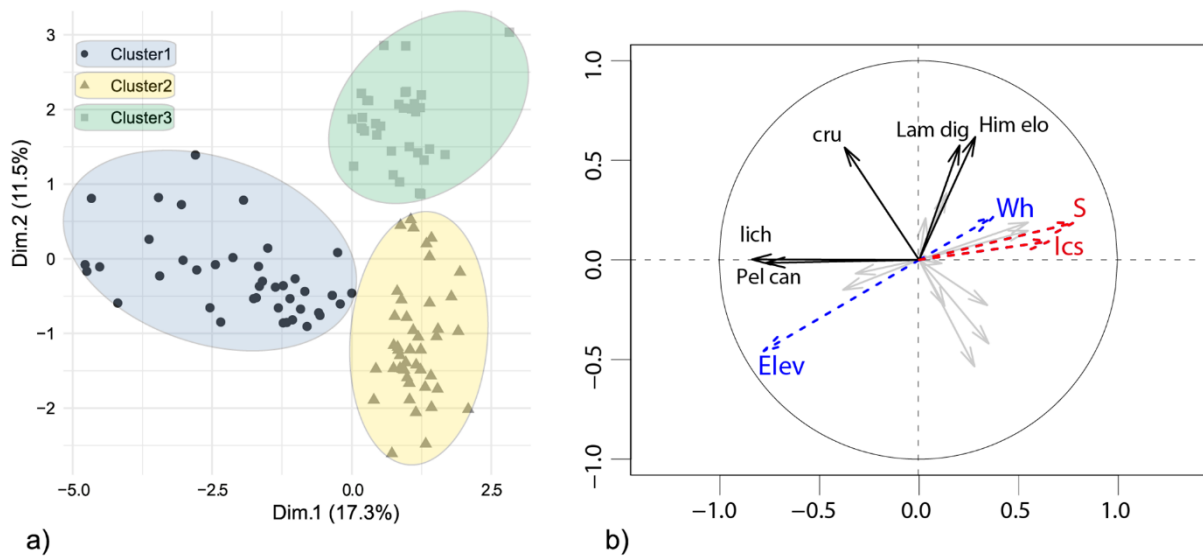 Cluster1
Cluster2
Cluster3
3
2
1
0
−1
−2
Dim.2 (11.5%)
−5.0
−2.5
0.0
2.5
Dim.1 (17.3%)
a)
1.0
0.5
0.0
−0.5
−1.0
cru
Lam dig
Him elo
Wh
S
Ics
lich
Pel can
Elev
−1.0
−0.5
0.0
0.5
1.0
b)